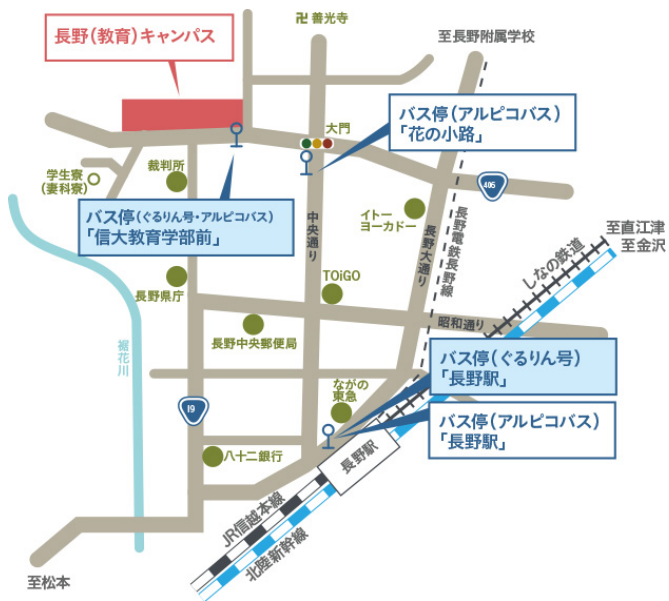 卍 善光寺
至長野附属学校
長野(教育)キャンパス
バス停(アルピコバス)
「花の小路」
大門
学生寮
(妻科寮)
裁判所
406
バス停(ぐるりん号・アルピコバス)
「信大教育学部前」
中央通り
イトー
ヨーカドー
長野大通り
長野電鉄長野線
至直江津
至金沢
しなの鉄道
長野県庁
TOiGO
昭和通り
長野中央郵便局
裾花川
バス停(ぐるりん号)
「長野駅」
ながの
東急
19
バス停(アルピコバス)
「長野駅」
八十二銀行
長野駅
JR信越本線
北陸新幹線
至松本